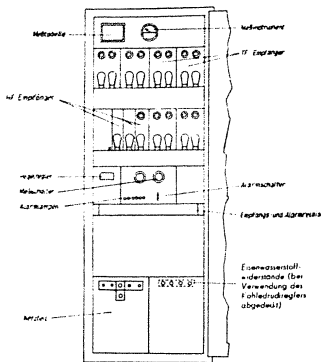 Meßtabelle
Meßinstrument
TF Empfänger
HF Empfänger
Meßschalter
Alarmlampen
Alarmschalter
Empfangs- und Alarmrelais
Eisenwasserstoff-
widerstände (bei
Verwendung des
Kohledruckreglers
abgedeckt)
Netzteil